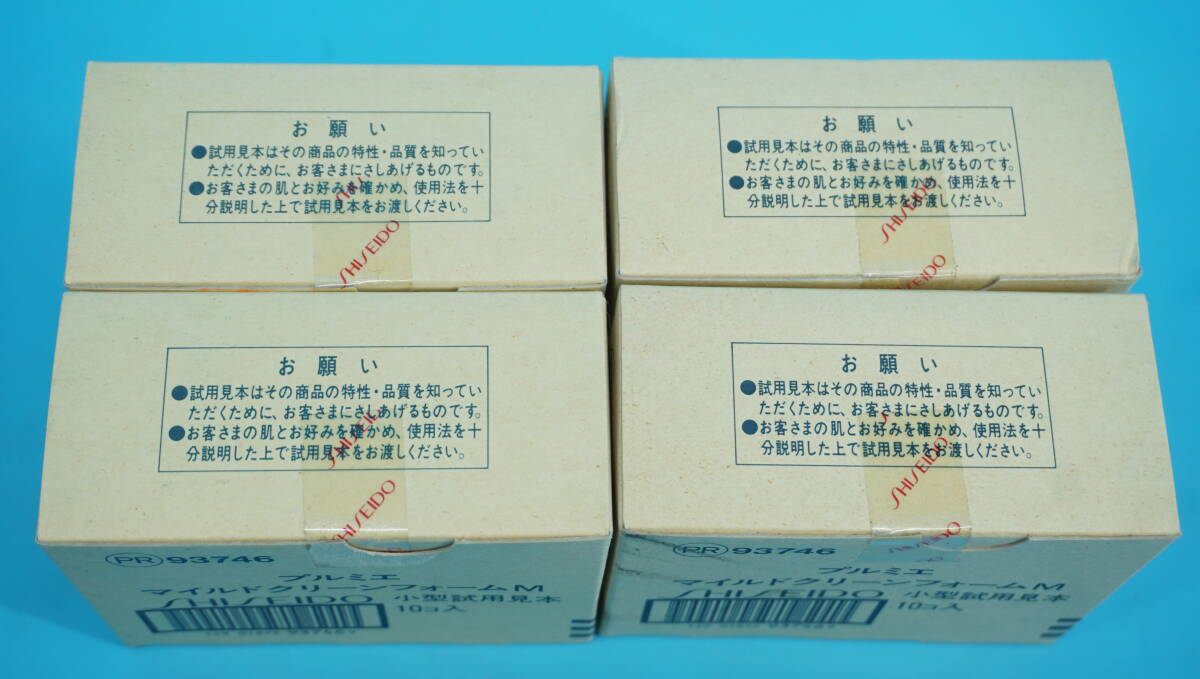 お願い
●試用見本はその商品の特性・品質を知ってい
ただくために、お客さまにさしあげるものです。
●お客さまの肌とお好みを確かめ、使用法を十
分説明した上で試用見本をお渡しください。
SHISEIDO
お願い
●試用見本はその商品の特性・品質を知ってい
ただくために、お客さまにさしあげるものです。
●お客さまの肌とお好みを確かめ、使用法を十
分説明した上で試用見本をお渡しください。
SHISEIDO
SHISEIDO
お願い
●試用見本はその商品の特性・品質を知ってい
ただくために、お客さまにさしあげるものです。
●お客さまの肌とお好みを確かめ、使用法を十
分説明した上で試用見本をお渡しください。
SHISEIDO
SHISEIDO
PR 93746
プルミエ
マイルドクリーンフォームM
SHISEIDO 小型試用見本
10コ入
お願い
●試用見本はその商品の特性・品質を知ってい
ただくために、お客さまにさしあげるものです。
●お客さまの肌とお好みを確かめ、使用法を十
分説明した上で試用見本をお渡しください。
SHISEIDO
SHISEIDO
PR 93746
プルミエ
マイルドクリーンフォームM
SHISEIDO 小型試用見本
10コ入